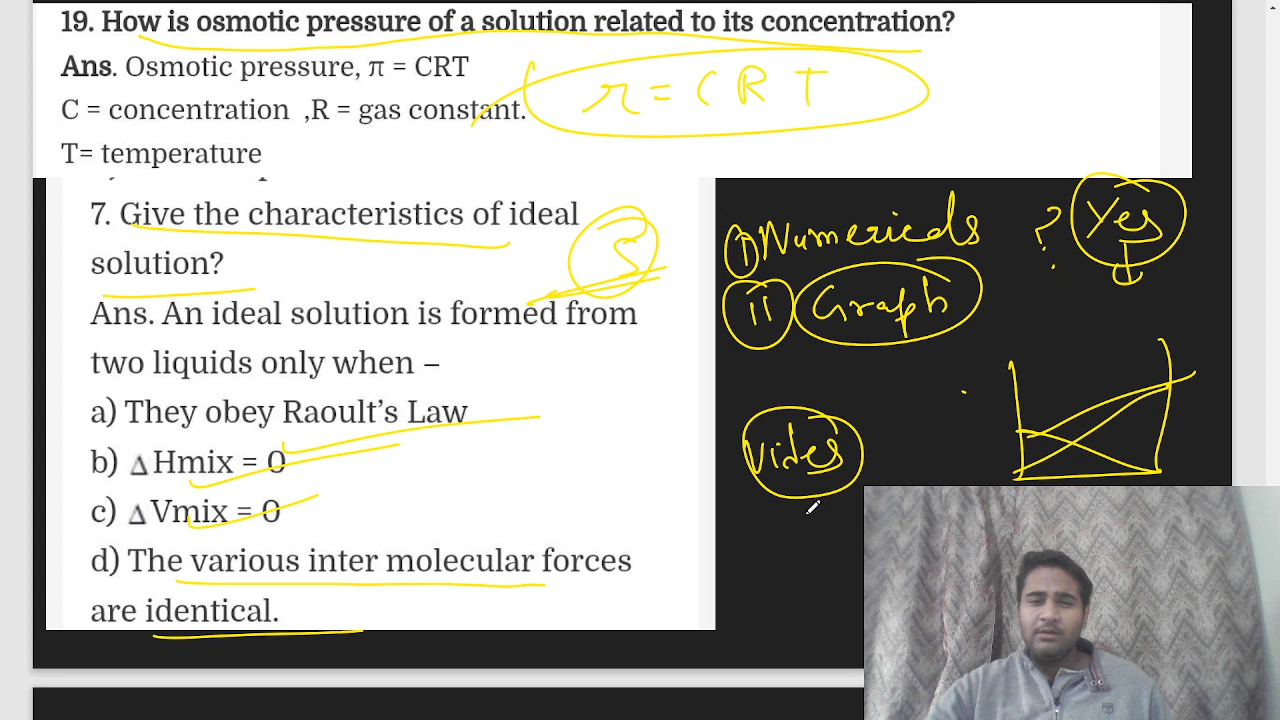 19. How is osmotic pressure of a solution related to its concentration?
Ans. Osmotic pressure, π = CRT
π = CRT
C = concentration ,R = gas constant.
T= temperature
7. Give the characteristics of ideal
solution?
Ans. An ideal solution is formed from
two liquids only when –
a) They obey Raoult's Law
b) ΔHmix = 0
c) ΔVmix = 0
d) The various inter molecular forces
are identical.
5
I Numericals ? Yes
II Graph